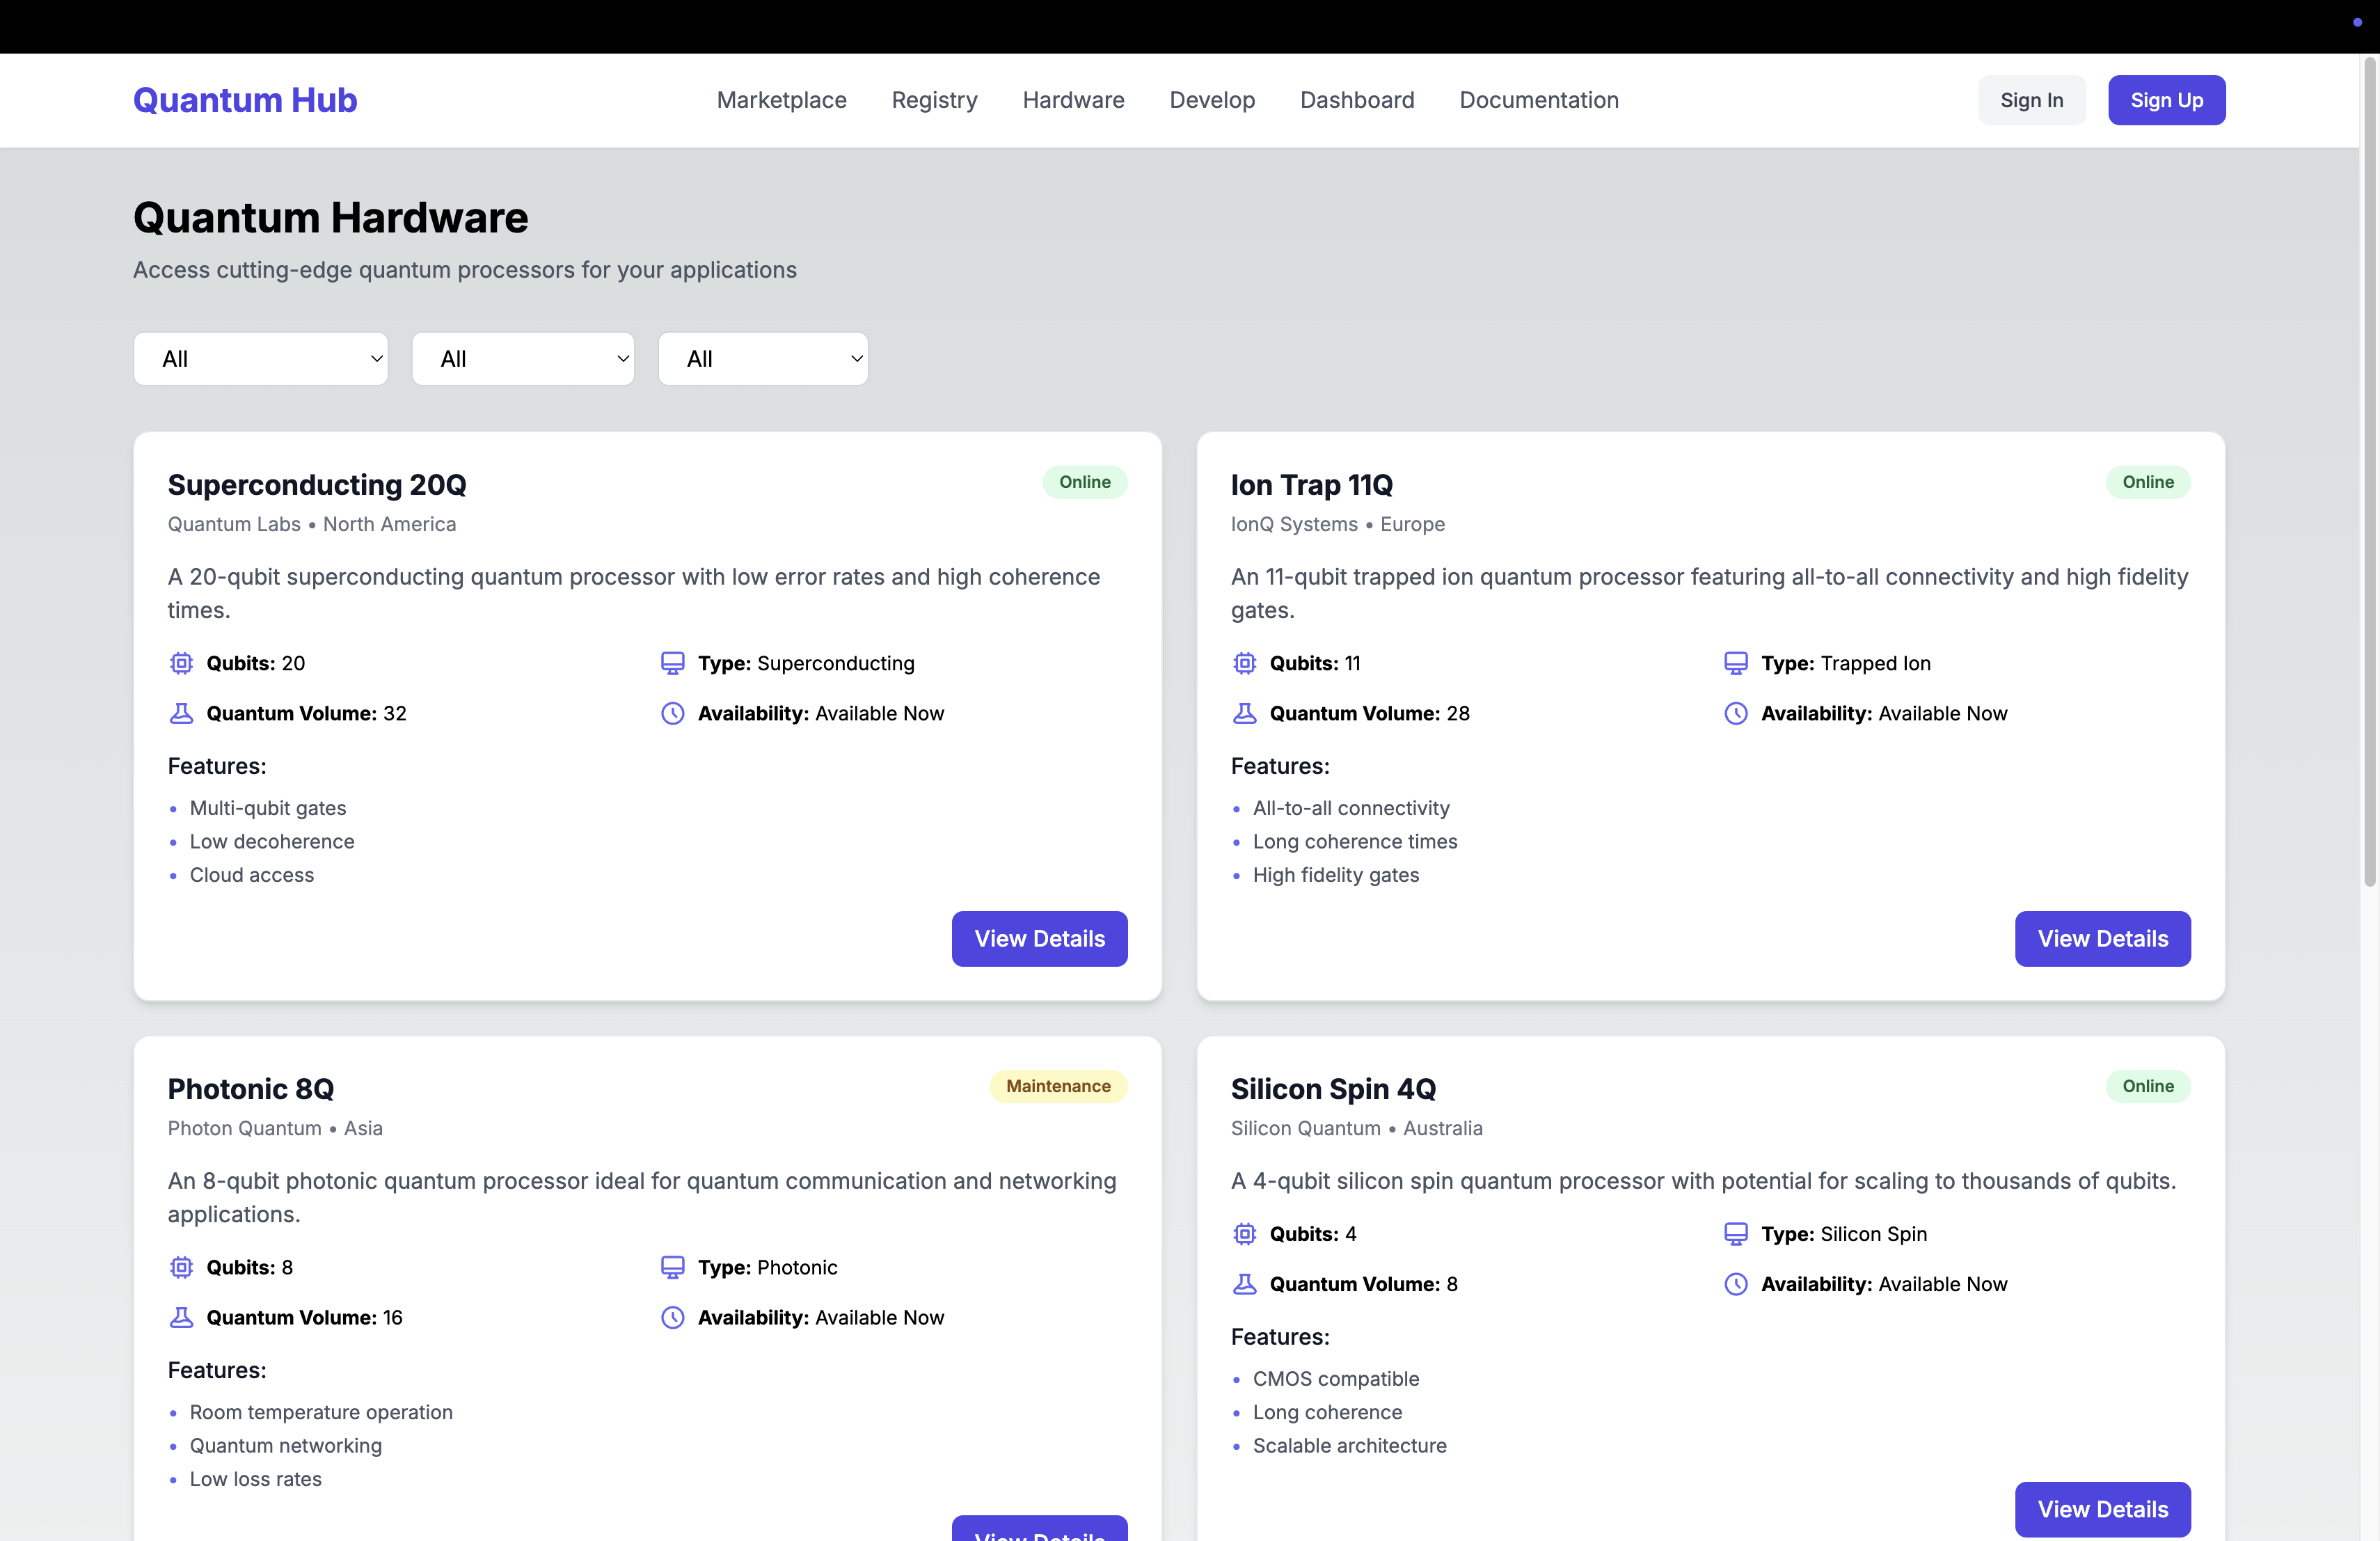 Quantum Hub
Marketplace
Registry
Hardware
Develop
Dashboard
Documentation
Sign In
Sign Up
Quantum Hardware
Access cutting-edge quantum processors for your applications
All
All
All
Superconducting 20Q
Online
Quantum Labs • North America
A 20-qubit superconducting quantum processor with low error rates and high coherence
times.
Qubits: 20
Type: Superconducting
Quantum Volume: 32
Availability: Available Now
Features:
• Multi-qubit gates
• Low decoherence
• Cloud access
View Details
Ion Trap 11Q
Online
IonQ Systems • Europe
An 11-qubit trapped ion quantum processor featuring all-to-all connectivity and high fidelity
gates.
Qubits: 11
Type: Trapped Ion
Quantum Volume: 28
Availability: Available Now
Features:
• All-to-all connectivity
• Long coherence times
• High fidelity gates
View Details
Photonic 8Q
Maintenance
Photon Quantum • Asia
An 8-qubit photonic quantum processor ideal for quantum communication and networking
applications.
Qubits: 8
Type: Photonic
Quantum Volume: 16
Availability: Available Now
Features:
• Room temperature operation
• Quantum networking
• Low loss rates
View Details
Silicon Spin 4Q
Online
Silicon Quantum • Australia
A 4-qubit silicon spin quantum processor with potential for scaling to thousands of qubits.
Qubits: 4
Type: Silicon Spin
Quantum Volume: 8
Availability: Available Now
Features:
• CMOS compatible
• Long coherence
• Scalable architecture
View Details